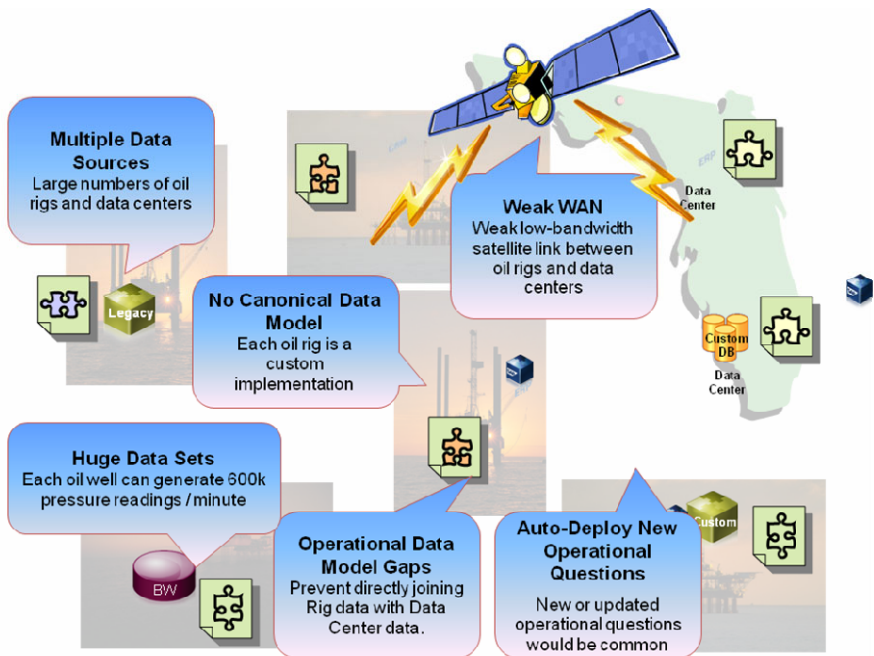 Multiple Data
Sources
Large numbers of oil
rigs and data centers
Legacy
Weak WAN
Weak low-bandwidth
satellite link between
oil rigs and data
centers
ERP
Data
Center
No Canonical Data
Model
Each oil rig is a
custom
implementation
Custom
DB
Data
Center
Huge Data Sets
Each oil well can generate 600k
pressure readings / minute
BW
Operational Data
Model Gaps
Prevent directly joining
Rig data with Data
Center data.
Auto-Deploy New
Operational
Questions
New or updated
operational questions
would be common
Custom